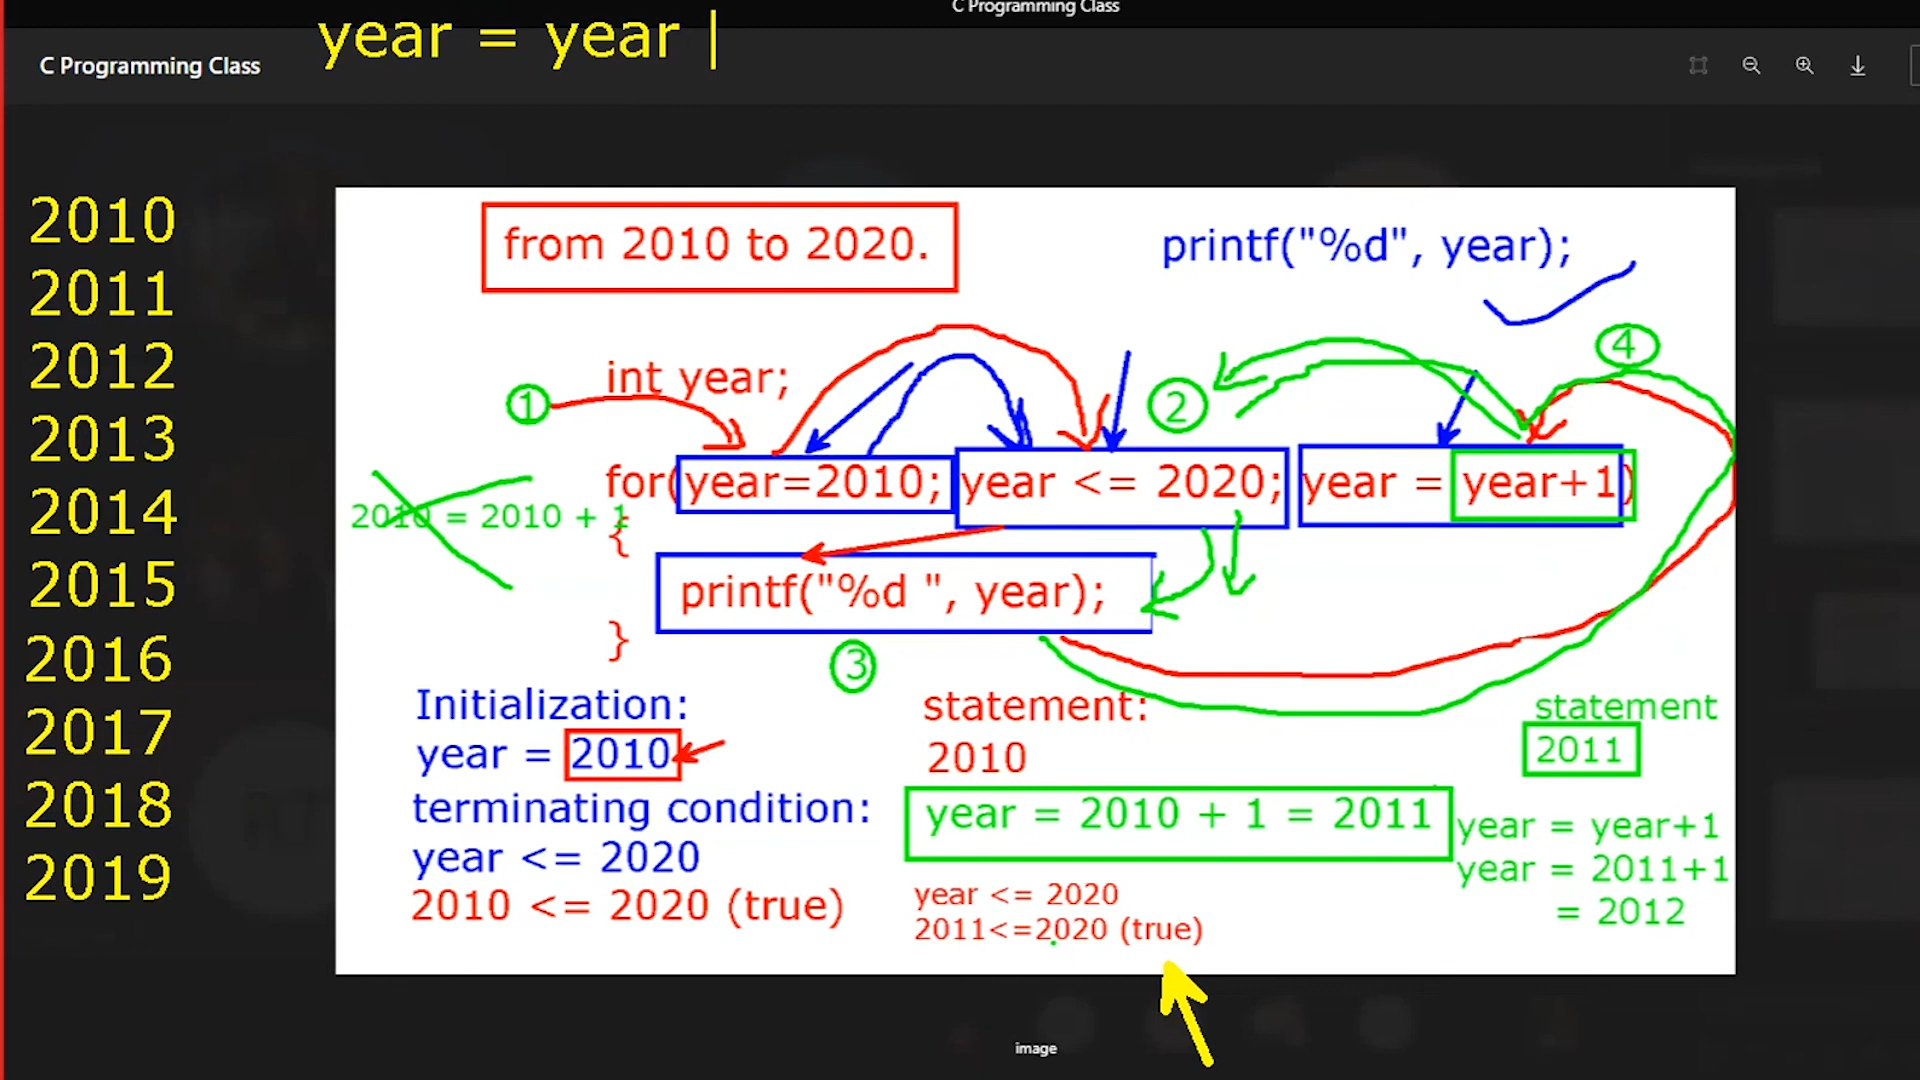 C Programming Class
year = year |
C Programming Class
2010
2011
2012
2013
2014
2015
2016
2017
2018
2019
from 2010 to 2020.
printf("%d", year);
4
int year;
1
2
for(year=2010; year <= 2020; year = year+1)
2010 = 2010 + 1
{
printf("%d ", year);
}
3
Initialization:
year = 2010
terminating condition:
year <= 2020
2010 <= 2020 (true)
statement:
2010
year = 2010 + 1 = 2011
year <= 2020
2011<=2020 (true)
statement
2011
year = year+1
year = 2011+1
= 2012
image